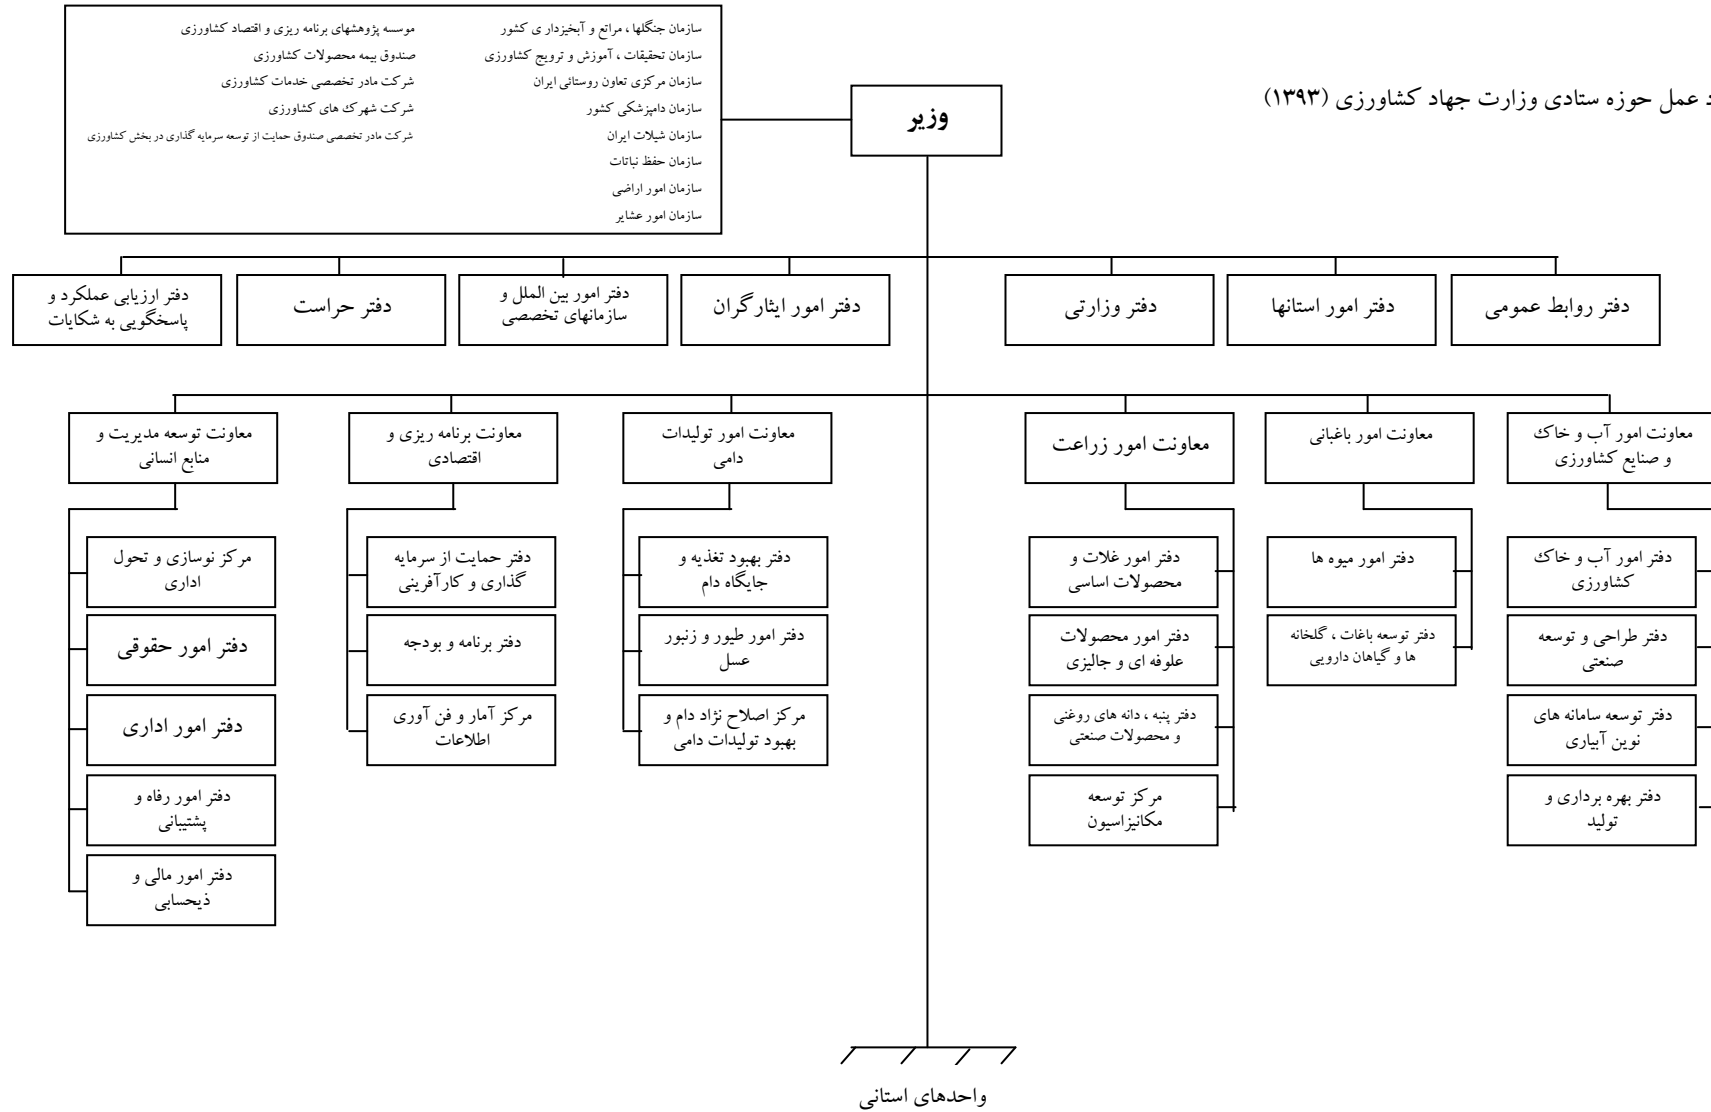 د عمل حوزه ستادی وزارت جهاد کشاورزی (۱۳۹۳)
وزیر
سازمان جنگلها ، مراتع و آبخیزدار ی کشور
سازمان تحقیقات ، آموزش و ترویج کشاورزی
سازمان مرکزی تعاون روستائی ایران
سازمان دامپزشکی کشور
سازمان شیلات ایران
سازمان حفظ نباتات
سازمان امور اراضی
سازمان امور عشایر
موسسه پژوهشهای برنامه ریزی و اقتصاد کشاورزی
صندوق بیمه محصولات کشاورزی
شرکت مادر تخصصی خدمات کشاورزی
شرکت شهرک های کشاورزی
شرکت مادر تخصصی صندوق حمایت از توسعه سرمایه گذاری در بخش کشاورزی
دفتر روابط عمومی
دفتر امور استانها
دفتر وزارتی
دفتر امور ایثارگران
دفتر امور بین الملل و
سازمانهای تخصصی
دفتر حراست
دفتر ارزیابی عملکرد و
پاسخگویی به شکایات
معاونت امور آب و خاک
و صنایع کشاورزی
دفتر امور آب و خاک
کشاورزی
دفتر طراحی و توسعه
صنعتی
دفتر توسعه سامانه های
نوین آبیاری
دفتر بهره برداری و
تولید
معاونت امور باغبانی
دفتر امور میوه ها
دفتر توسعه باغات ، گلخانه
ها و گیاهان دارویی
معاونت امور زراعت
دفتر امور غلات و
محصولات اساسی
دفتر امور محصولات
علوفه ای و جالیزی
دفتر پنبه ، دانه های روغنی
و محصولات صنعتی
مرکز توسعه
مکانیزاسیون
معاونت امور تولیدات
دامی
دفتر بهبود تغذیه و
جایگاه دام
دفتر امور طیور و زنبور
عسل
مرکز اصلاح نژاد دام و
بهبود تولیدات دامی
معاونت برنامه ریزی و
اقتصادی
دفتر حمایت از سرمایه
گذاری و کارآفرینی
دفتر برنامه و بودجه
مرکز آمار و فن آوری
اطلاعات
معاونت توسعه مدیریت و
منابع انسانی
مرکز نوسازی و تحول
اداری
دفتر امور حقوقی
دفتر امور اداری
دفتر امور رفاه و
پشتیبانی
دفتر امور مالی و
ذیحسابی
واحدهای استانی